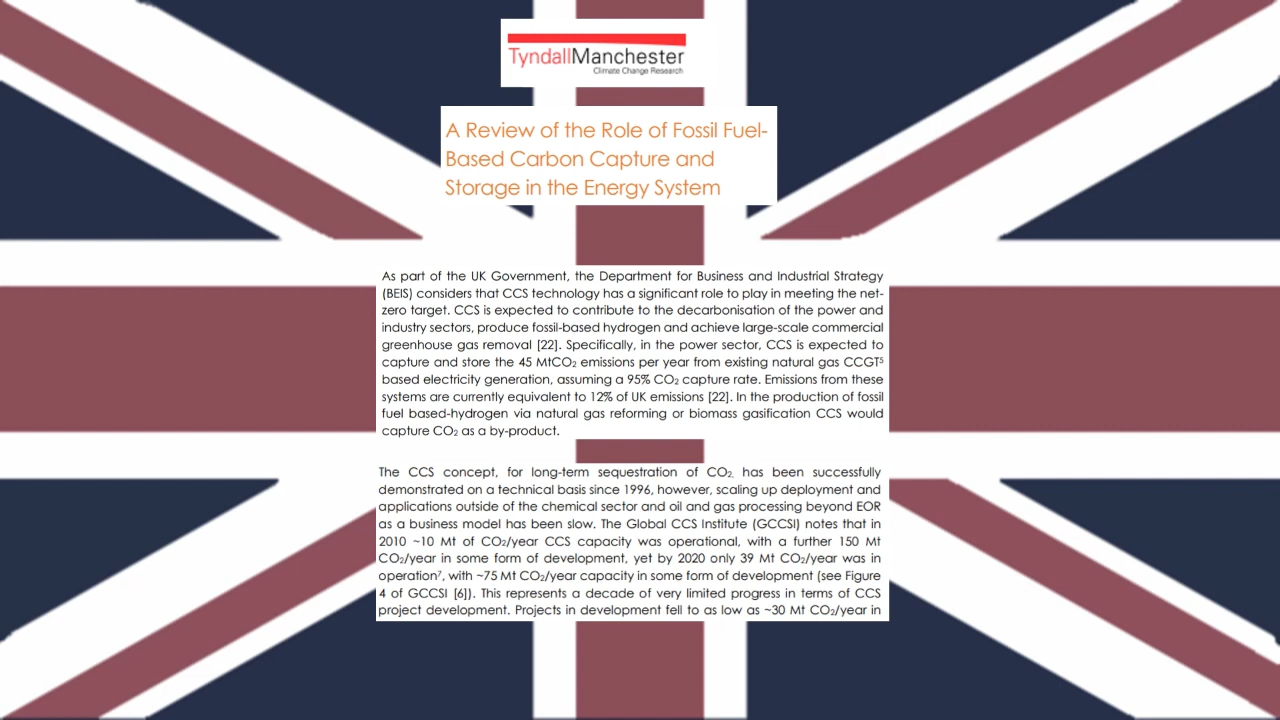 TyndallManchester
Climate Change Research
A Review of the Role of Fossil Fuel-
Based Carbon Capture and
Storage in the Energy System
As part of the UK Government, the Department for Business and Industrial Strategy
(BEIS) considers that CCS technology has a significant role to play in meeting the net-
zero target. CCS is expected to contribute to the decarbonisation of the power and
industry sectors, produce fossil-based hydrogen and achieve large-scale commercial
greenhouse gas removal [22]. Specifically, in the power sector, CCS is expected to
capture and store the 45 MtCO₂ emissions per year from existing natural gas CCGT⁵
based electricity generation, assuming a 95% CO₂ capture rate. Emissions from these
systems are currently equivalent to 12% of UK emissions [22]. In the production of fossil
fuel based-hydrogen via natural gas reforming or biomass gasification CCS would
capture CO₂ as a by-product.
The CCS concept, for long-term sequestration of CO₂, has been successfully
demonstrated on a technical basis since 1996, however, scaling up deployment and
applications outside of the chemical sector and oil and gas processing beyond EOR
as a business model has been slow. The Global CCS Institute (GCCSI) notes that in
2010 ~10 Mt of CO₂/year CCS capacity was operational, with a further 150 Mt
CO₂/year in some form of development, yet by 2020 only 39 Mt CO₂/year was in
operation⁷, with ~75 Mt CO₂/year capacity in some form of development (see Figure
4 of GCCSI [6]). This represents a decade of very limited progress in terms of CCS
project development. Projects in development fell to as low as ~30 Mt CO₂/year in